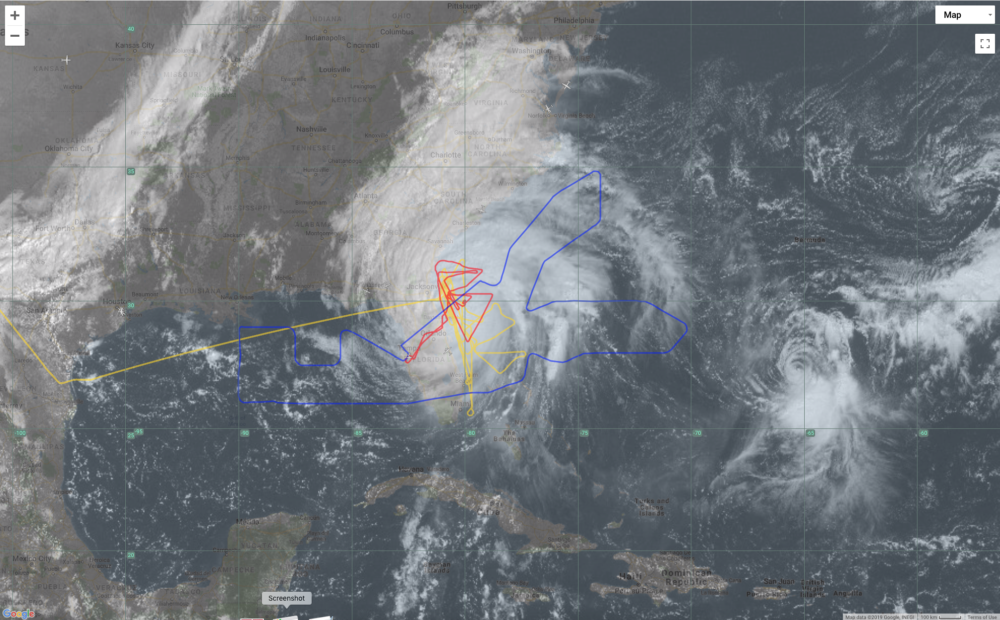 Pittsburgh
Map
ILLINOIS
INDIANA
OHIO
Philadelphia
Springfield
40
Columbus
Indianapolis
MARYLAND
NEW JERSEY
Kansas City
Cincinnati
Columbia
Washington
Lawrence
St. Louis
DELAWARE
KANSAS
MISSOURI
Louisville
WEST
VIRGINIA
Evansville
Wichita
Lexington
Mark Twain
National Forest
Richmond
Springfield
KENTUCKY
Roanoke
VIRGINIA
Norfolk
Virginia Beach
Nashville
Tulsa
Fayetteville
Knoxville
Greensboro
Durham
OKLAHOMA
Oklahoma City
TENNESSEE
Asheville
NORTH
CAROLINA
Charlotte
Memphis
Chattanooga
Norman
35
Huntsville
ARKANSAS
Wilmington
Atlanta
SOUTH
CAROLINA
Myrtle Beach
Birmingham
MISSISSIPPI
Tuscaloosa
Dallas
Charleston
ALABAMA
Fort Worth
Abilene
Shreveport
Montgomery
GEORGIA
Jackson
Columbus
Savannah
Bermuda
TEXAS
Mobile
Austin
Pensacola
Tallahassee
Jacksonv
LOUISIANA
Beaumont
New Orleans
Houston
30
San Antonio
Galveston
Orlando
Tampa
Corpus Christi
FLORIDA
Laredo
West Palm
Beach
NUEVO LEON
McAllen
Brownsville
Miami
nterrey
Nassau
-100
-95
25
-90
-85
-80
-75
-70
-65
-60
The
Bahamas
TAMAULIPAS
Ciudad
Victoria
Havana
Varadero
Tampico
Turks and
Caicos
Islands
Cuba
Cuba
Cancún
Mérida
Playa del
Carmen
Tulum
Santiago
de Cuba
YUCATAN
Campeche
20
Santiago De
Los Caballeros
Mexico City
Xalapa
Heroica
Veracruz
Cayman
Islands
Puebla
Toluca
CAMPECHE
Ciudad del
Carmen
Haiti
Dominican
Republic
Punta Cana
San Juan
British
Virgin
Islands
Anguilla
Puerto Rico
Montego Bay
Chetumal
PUEBLA
VERACRUZ
Port-au-Prince
La Romana
Jamaica
TABASCO
Coatzacoalcos
Villahermosa
Screenshot
GUERRERO
Belmopan
Google
Map data ©2019 Google, INEGI
100 km
Terms of Use